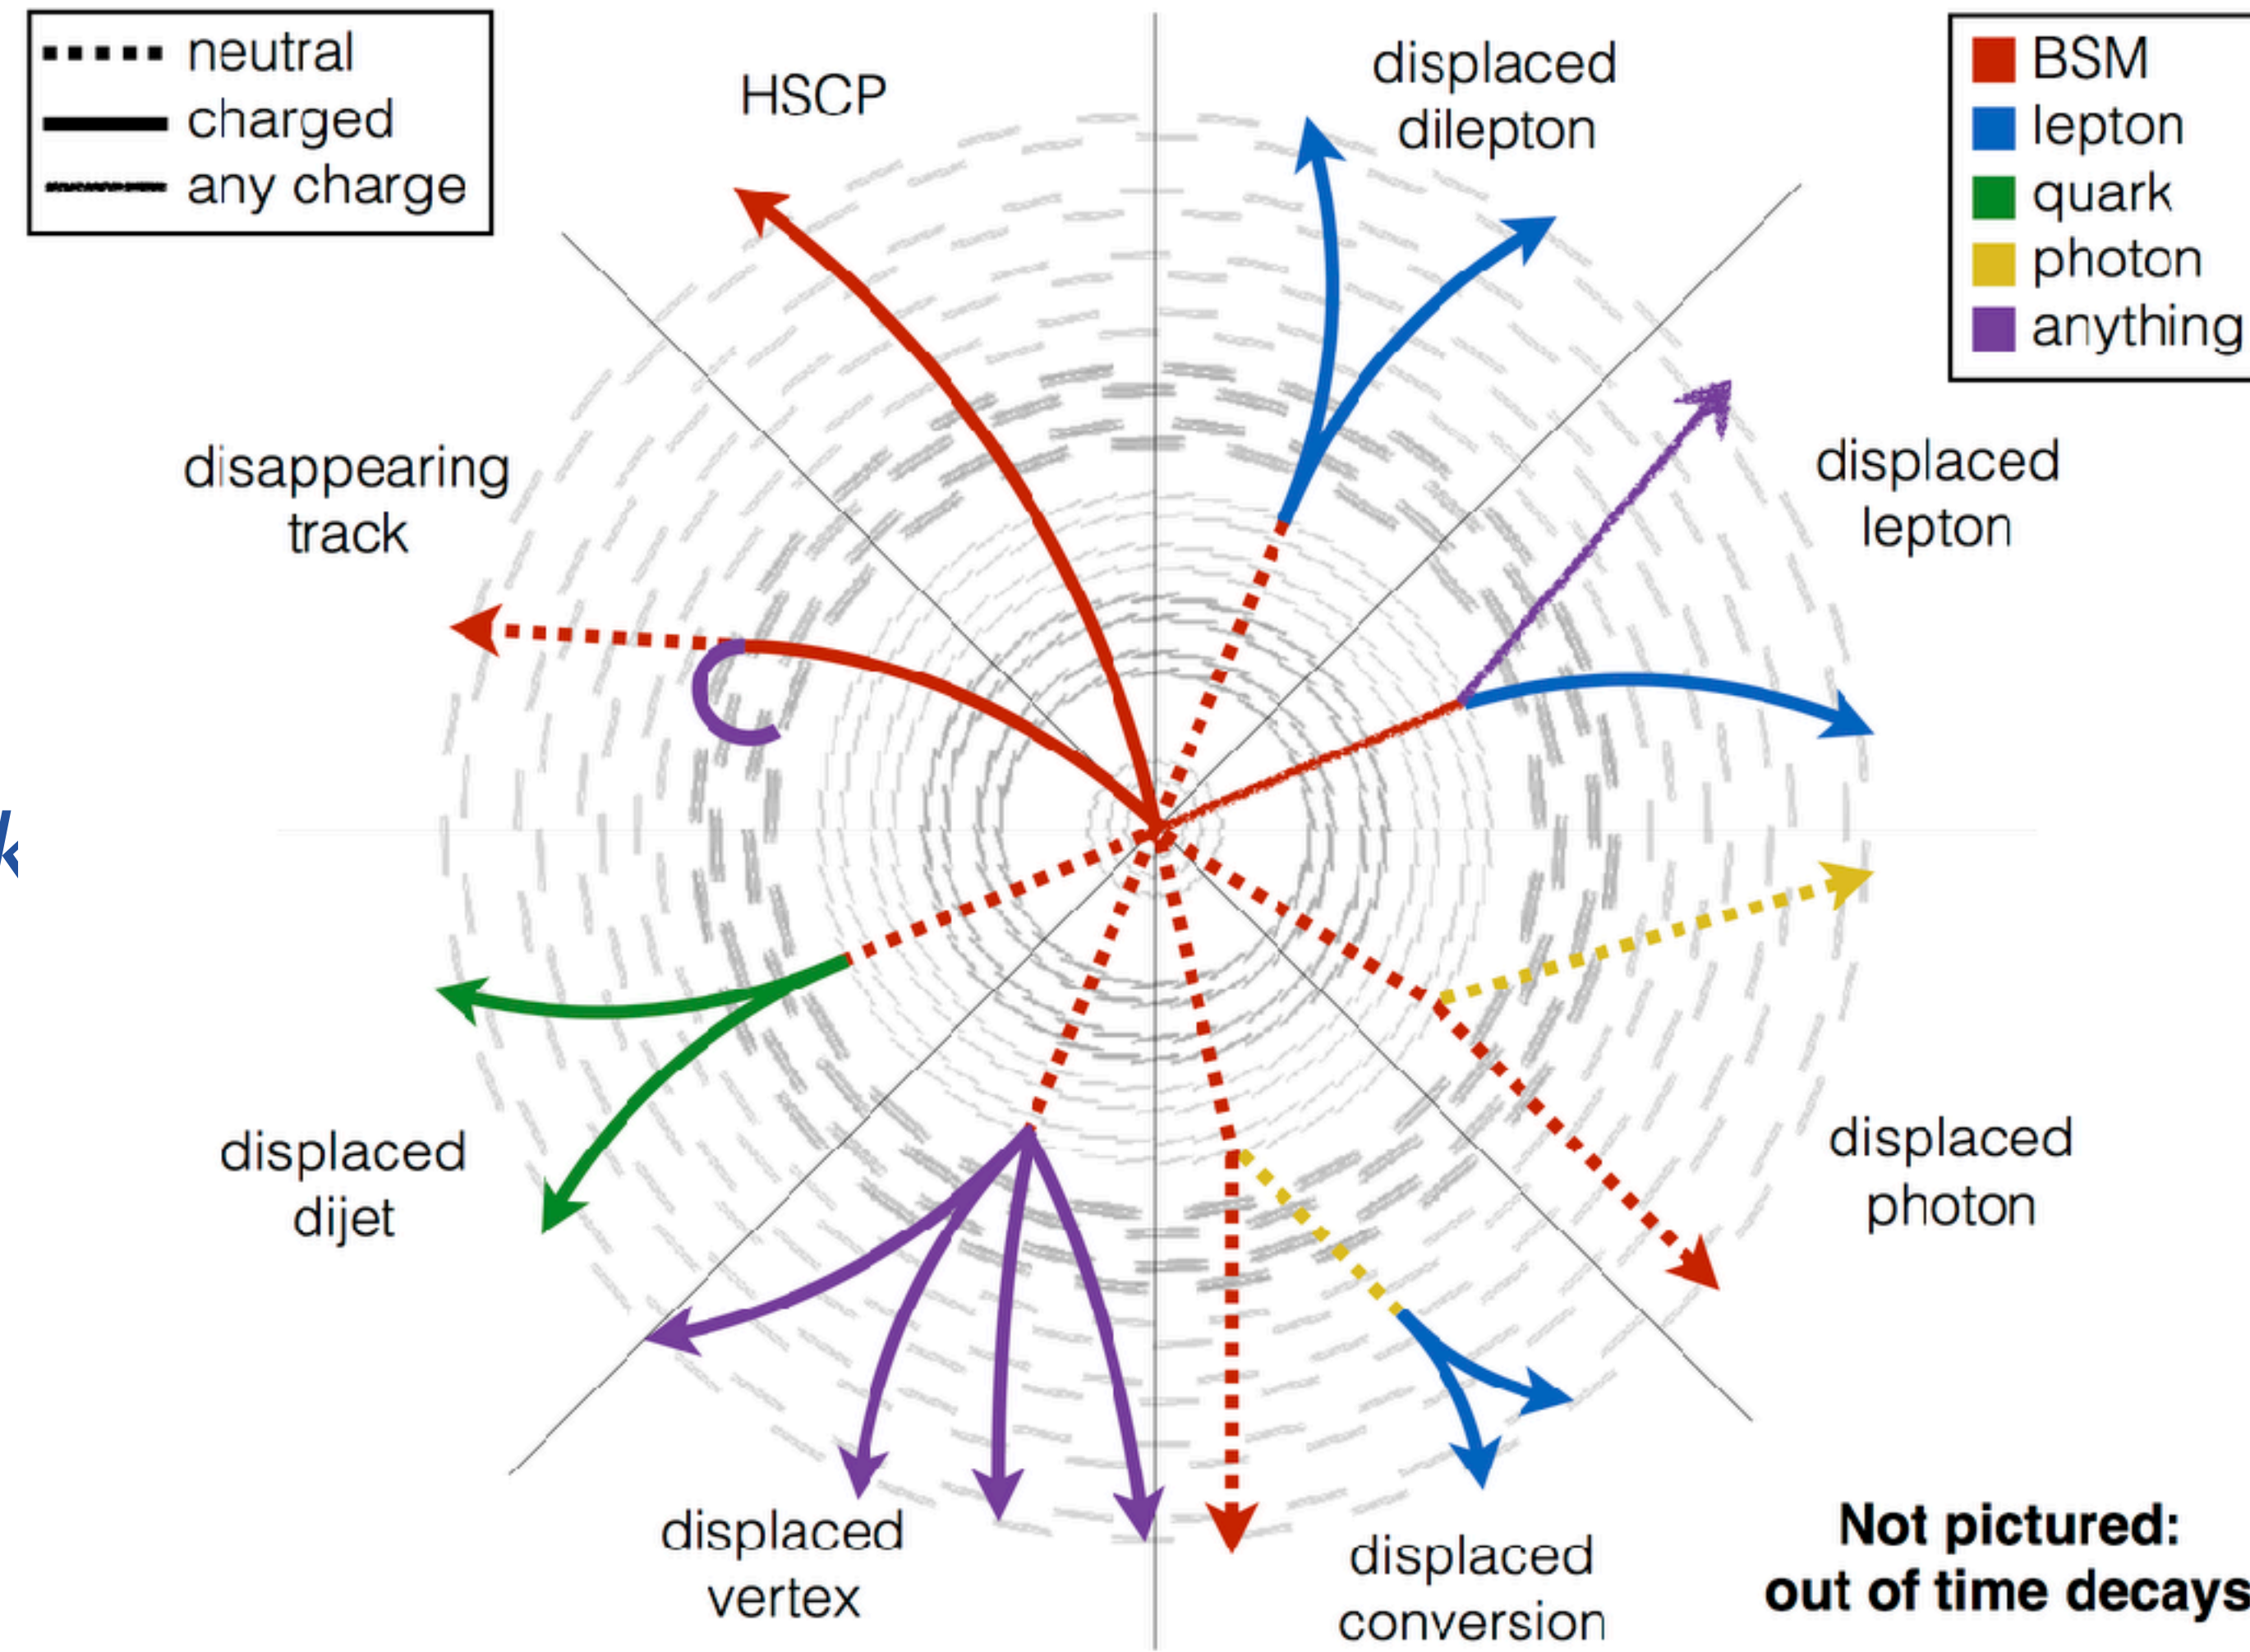 neutral
charged
any charge
HSCP
displaced
dilepton
BSM
lepton
quark
photon
anything
disappearing
track
displaced
lepton
k
displaced
dijet
displaced
photon
displaced
vertex
displaced
conversion
Not pictured:
out of time decays